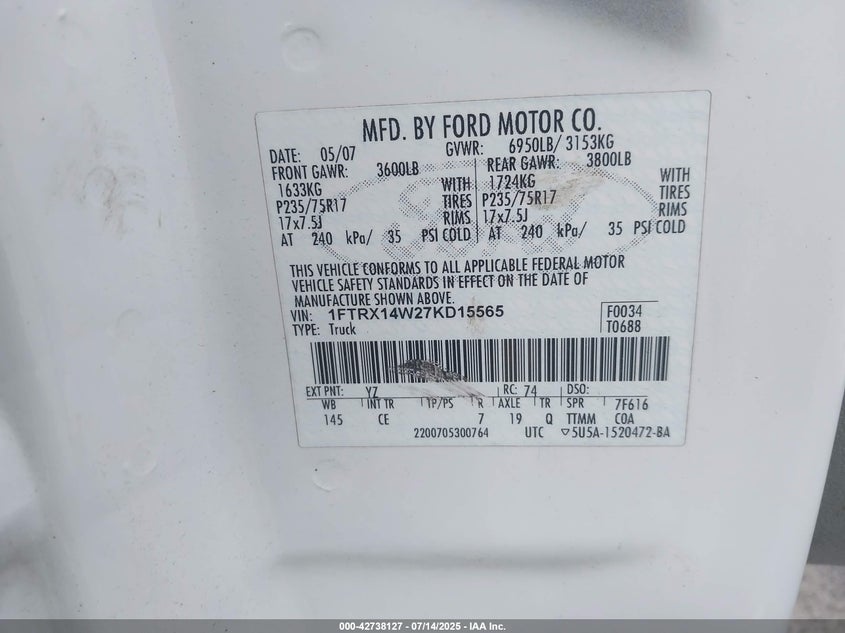 MFD. BY FORD MOTOR CO.
DATE: 05/07 GVWR: 6950LB/ 3153KG
FRONT GAWR: 3600LB REAR GAWR: 3800LB
1633KG WITH 1724KG WITH
P235/75R17 TIRES P235/75R17 TIRES
17x7.5J RIMS 17x7.5J RIMS
AT 240 kPa/ 35 PSI COLD AT 240 kPa/ 35 PSI COLD
THIS VEHICLE CONFORMS TO ALL APPLICABLE FEDERAL MOTOR
VEHICLE SAFETY STANDARDS IN EFFECT ON THE DATE OF
MANUFACTURE SHOWN ABOVE.
VIN: 1FTRX14W27KD15565 F0034
TYPE: Truck T0688
EXT PNT: YZ RC: 74 DSO:
WB INT TR TP/PS R AXLE TR SPR 7F616
145 CE 7 19 Q TTMM COA
2200705300764 UTC ▽5U5A-1520472-BA
000-42738127 - 07/14/2025 - IAA Inc.